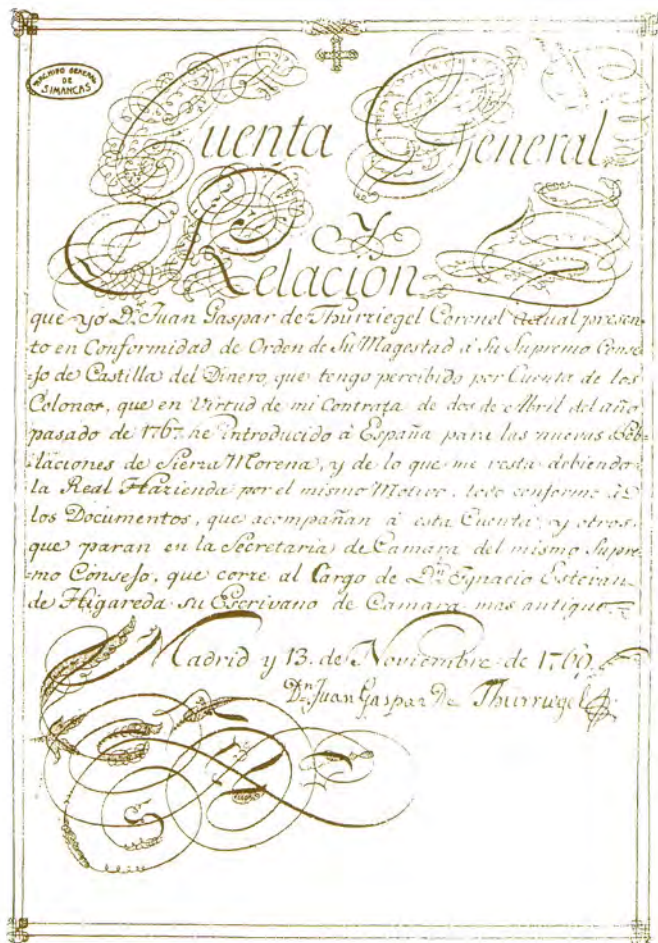 ARCHIVO GENERAL
DE
SIMANCAS
Cuenta General
Y
Relacion
que yo Dn. Juan Gaspar de Thürriegel Coronel actual presen-
to en Conformidad de Orden de Su Magestad à Su Supremo Conse-
-jo de Castilla del Dinero, que tengo percibido por Cuenta de los
Colonos, que en Virtud de mi Contrata de dos de Abril del año
pasado de 1767. he introducido à España para las nuevas Pob-
-laciones de Sierra Morena, y de lo que me resta debiendo
la Real Hazienda por el mismo Motivo, todo conforme à
los Documentos, que acompañan à esta Cuenta, y otros,
que paran en la Secretaria de Camara del mismo Supre-
-mo Consejo, que corre al Cargo de Dn. Ygnacio Estevan
de Higareda su Escrivano de Camara mas antiguo.
Madrid y 13. de Noviembre de 1769.
Dn. Juan Gaspar De Thürriegel